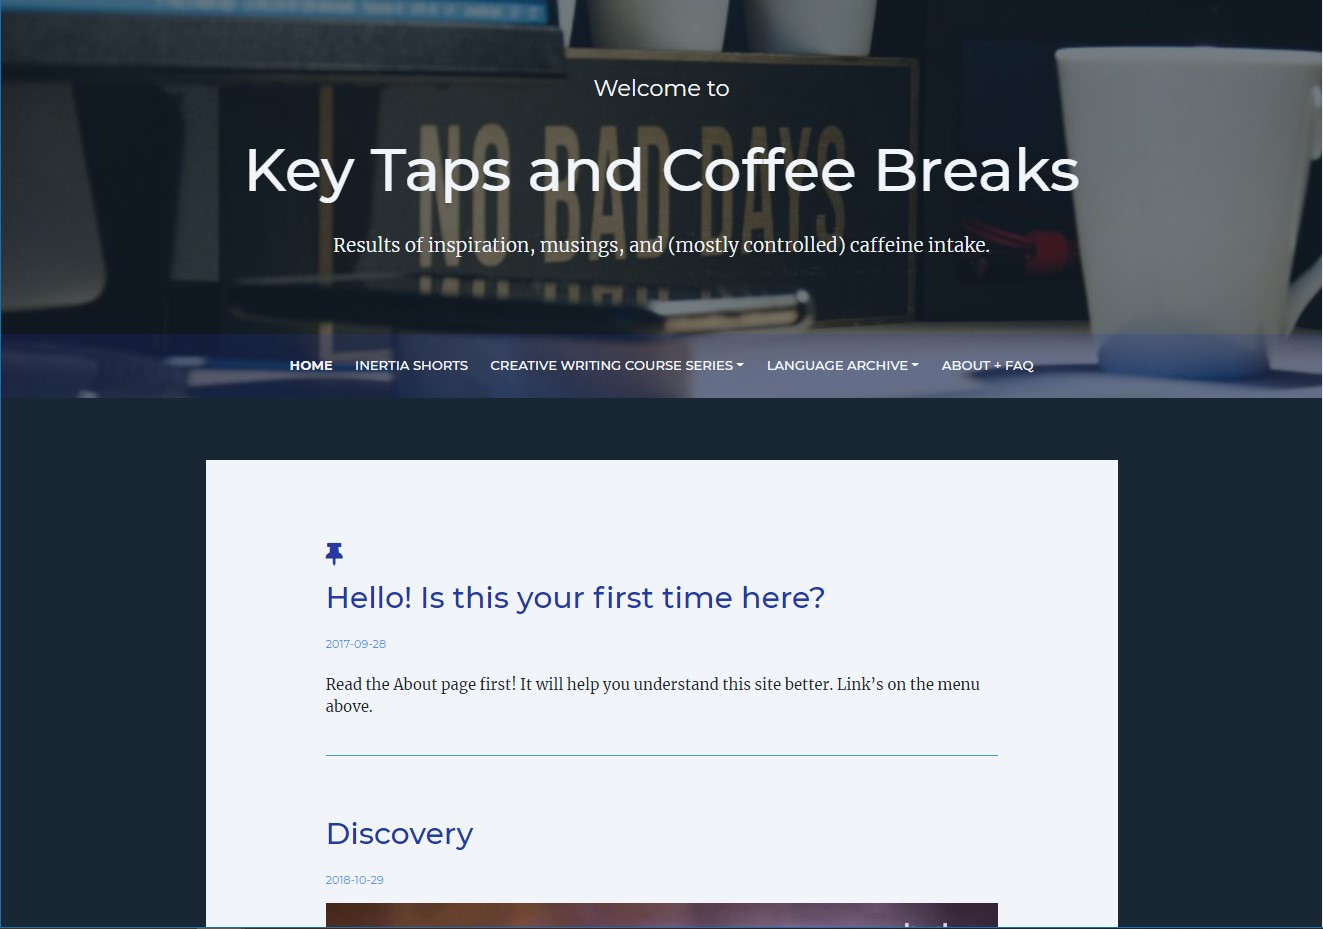 Welcome to
Key Taps and Coffee Breaks
NO BAD DAYS
Results of inspiration, musings, and (mostly controlled) caffeine intake.
HOME INERTIA SHORTS CREATIVE WRITING COURSE SERIES LANGUAGE ARCHIVE ABOUT + FAQ
Hello! Is this your first time here?
2017-09-28
Read the About page first! It will help you understand this site better. Link’s on the menu
above.
Discovery
2018-10-29